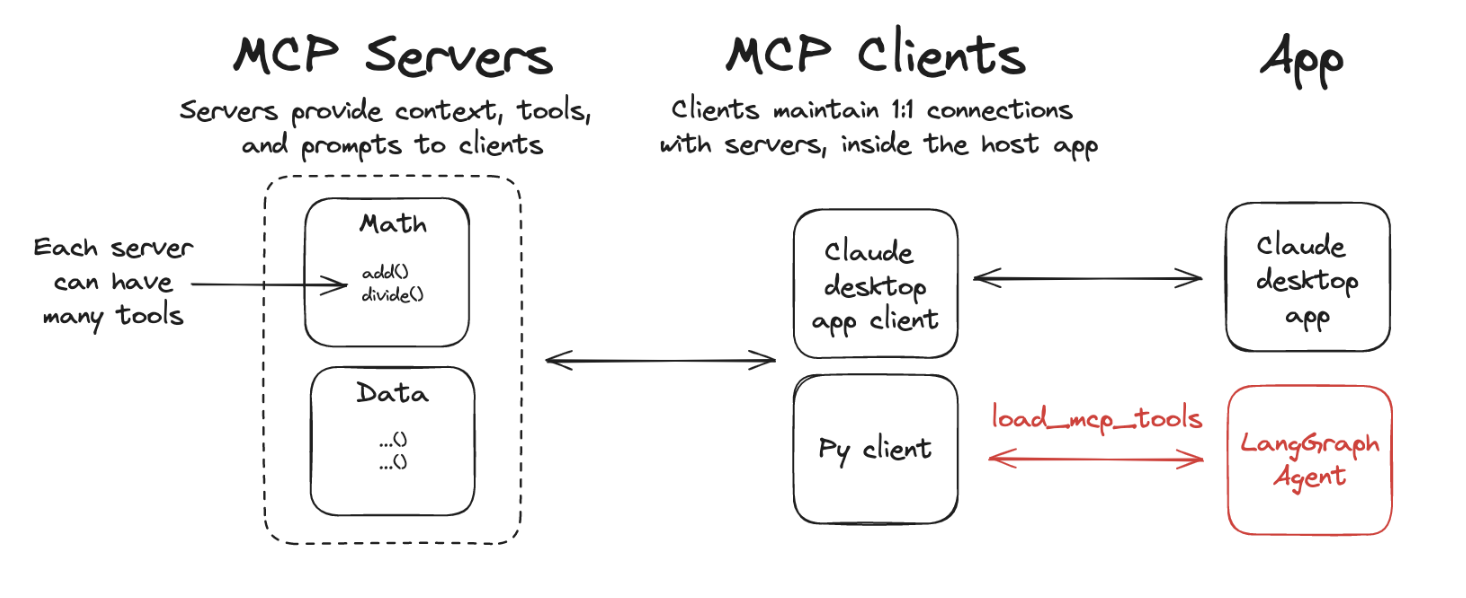 MCP Servers
Servers provide context, tools,
and prompts to clients
Each server
can have
many tools
Math
add()
divide()
Data
...()
...()
MCP Clients
Clients maintain 1:1 connections
with servers, inside the host app
Claude
desktop
app client
Py client
load_mcp_tools
App
Claude
desktop
app
LangGraph
Agent